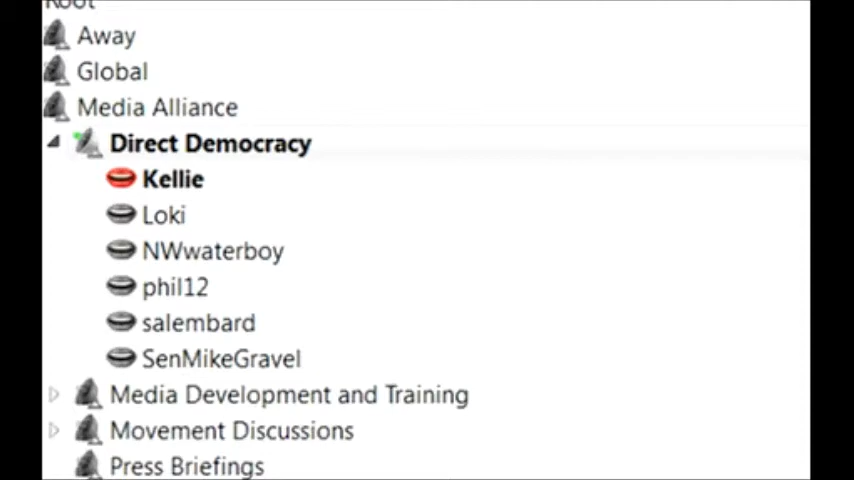 Root
Away
Global
Media Alliance
Direct Democracy
Kellie
Loki
NWwaterboy
phil12
salembard
SenMikeGravel
Media Development and Training
Movement Discussions
Press Briefings